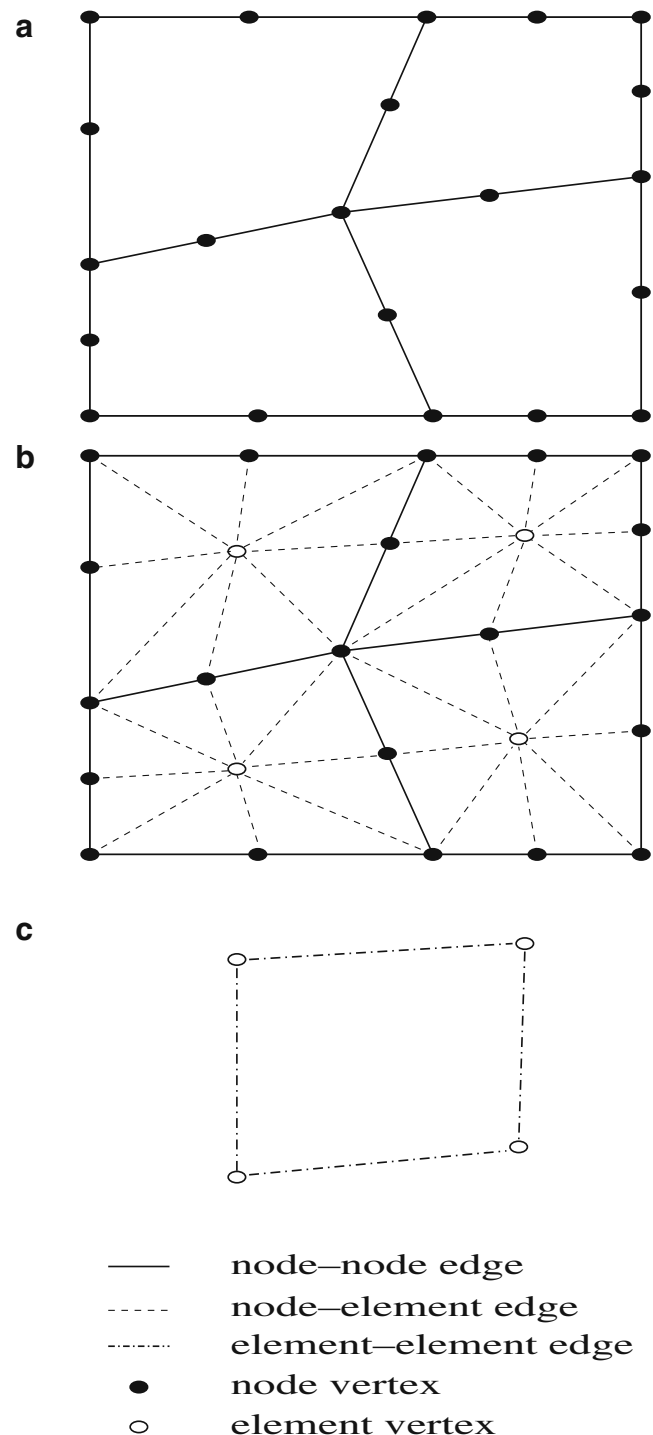 a
b
c
node–node edge
node–element edge
element–element edge
node vertex
element vertex